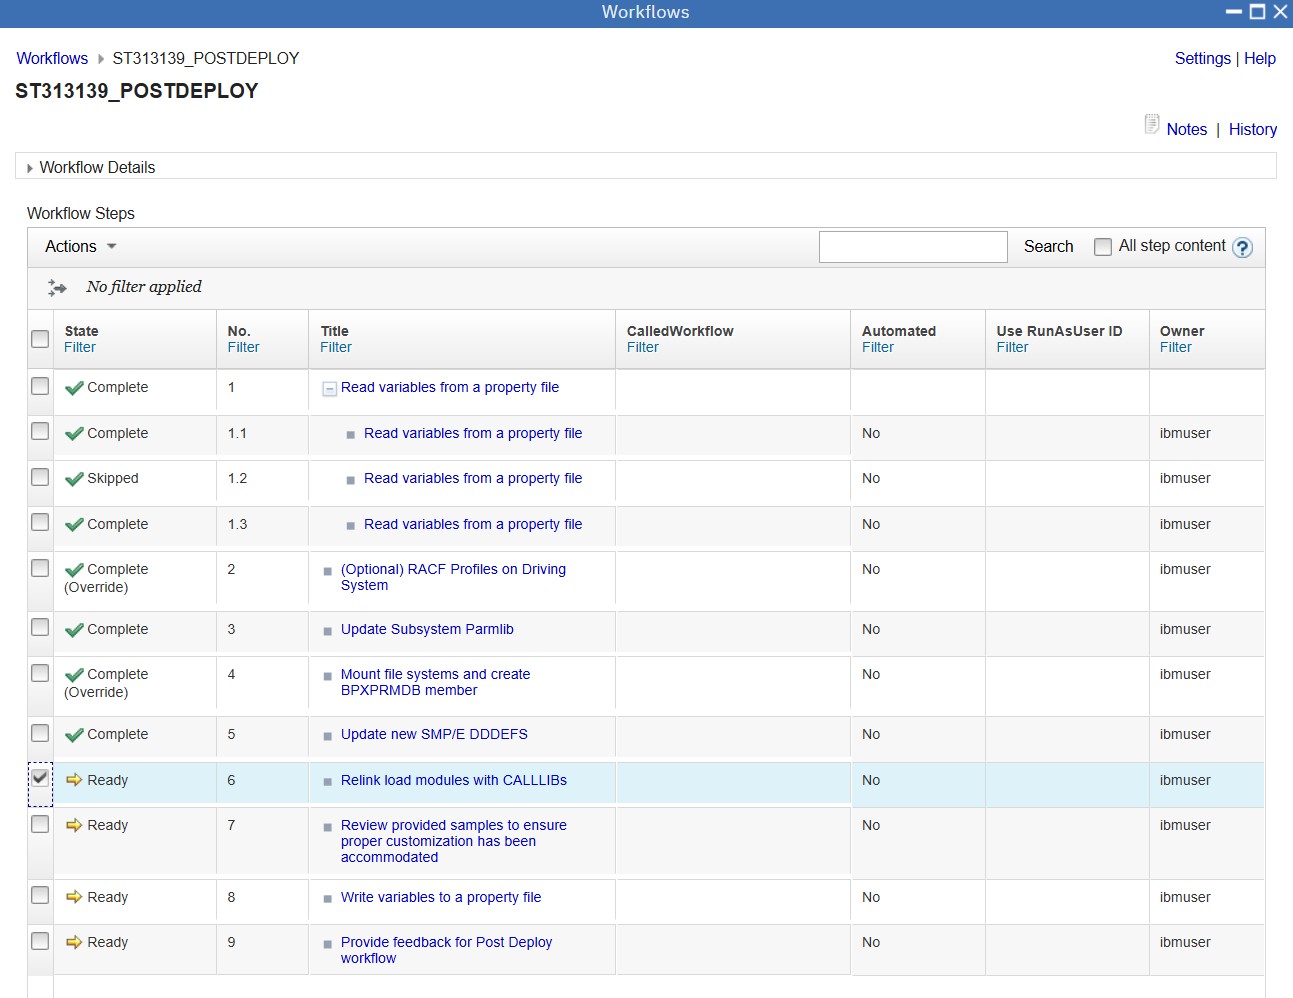 Workflows
Workflows ST313139_POSTDEPLOY
Settings | Help
ST313139_POSTDEPLOY
Notes | History
Workflow Details
Workflow Steps
Actions Search All step content ?
No filter applied
State No. Title CalledWorkflow Automated Use RunAsUser ID Owner
Filter Filter Filter Filter Filter Filter Filter
Complete 1 Read variables from a property file
Complete 1.1 Read variables from a property file No ibmuser
Skipped 1.2 Read variables from a property file No ibmuser
Complete 1.3 Read variables from a property file No ibmuser
Complete 2 (Optional) RACF Profiles on Driving No ibmuser
(Override) System
Complete 3 Update Subsystem Parmlib No ibmuser
Complete 4 Mount file systems and create No ibmuser
(Override) BPXPRMDB member
Complete 5 Update new SMP/E DDDEFS No ibmuser
Ready 6 Relink load modules with CALLLIBs No ibmuser
Ready 7 Review provided samples to ensure No ibmuser
proper customization has been
accommodated
Ready 8 Write variables to a property file No ibmuser
Ready 9 Provide feedback for Post Deploy No ibmuser
workflow